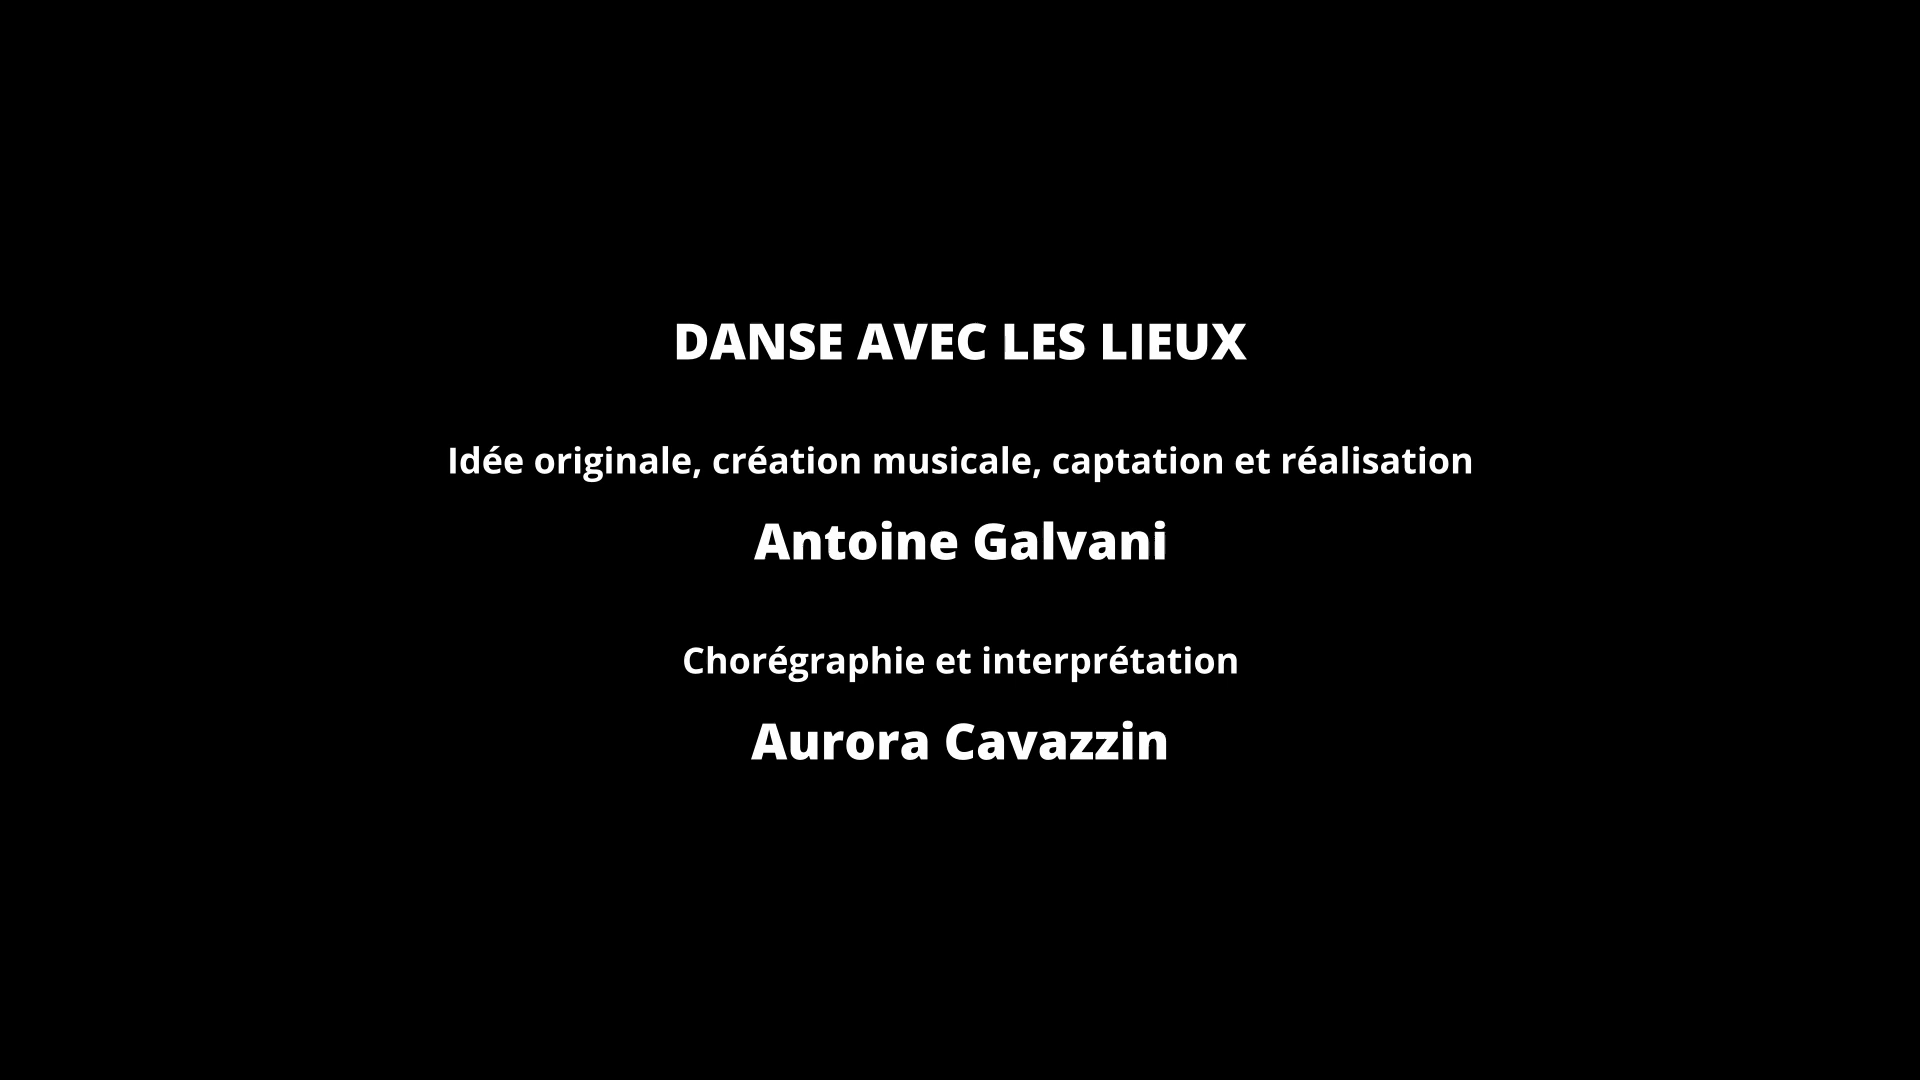 DANSE AVEC LES LIEUX
Idée originale, création musicale, captation et réalisation
Antoine Galvani
Chorégraphie et interprétation
Aurora Cavazzin